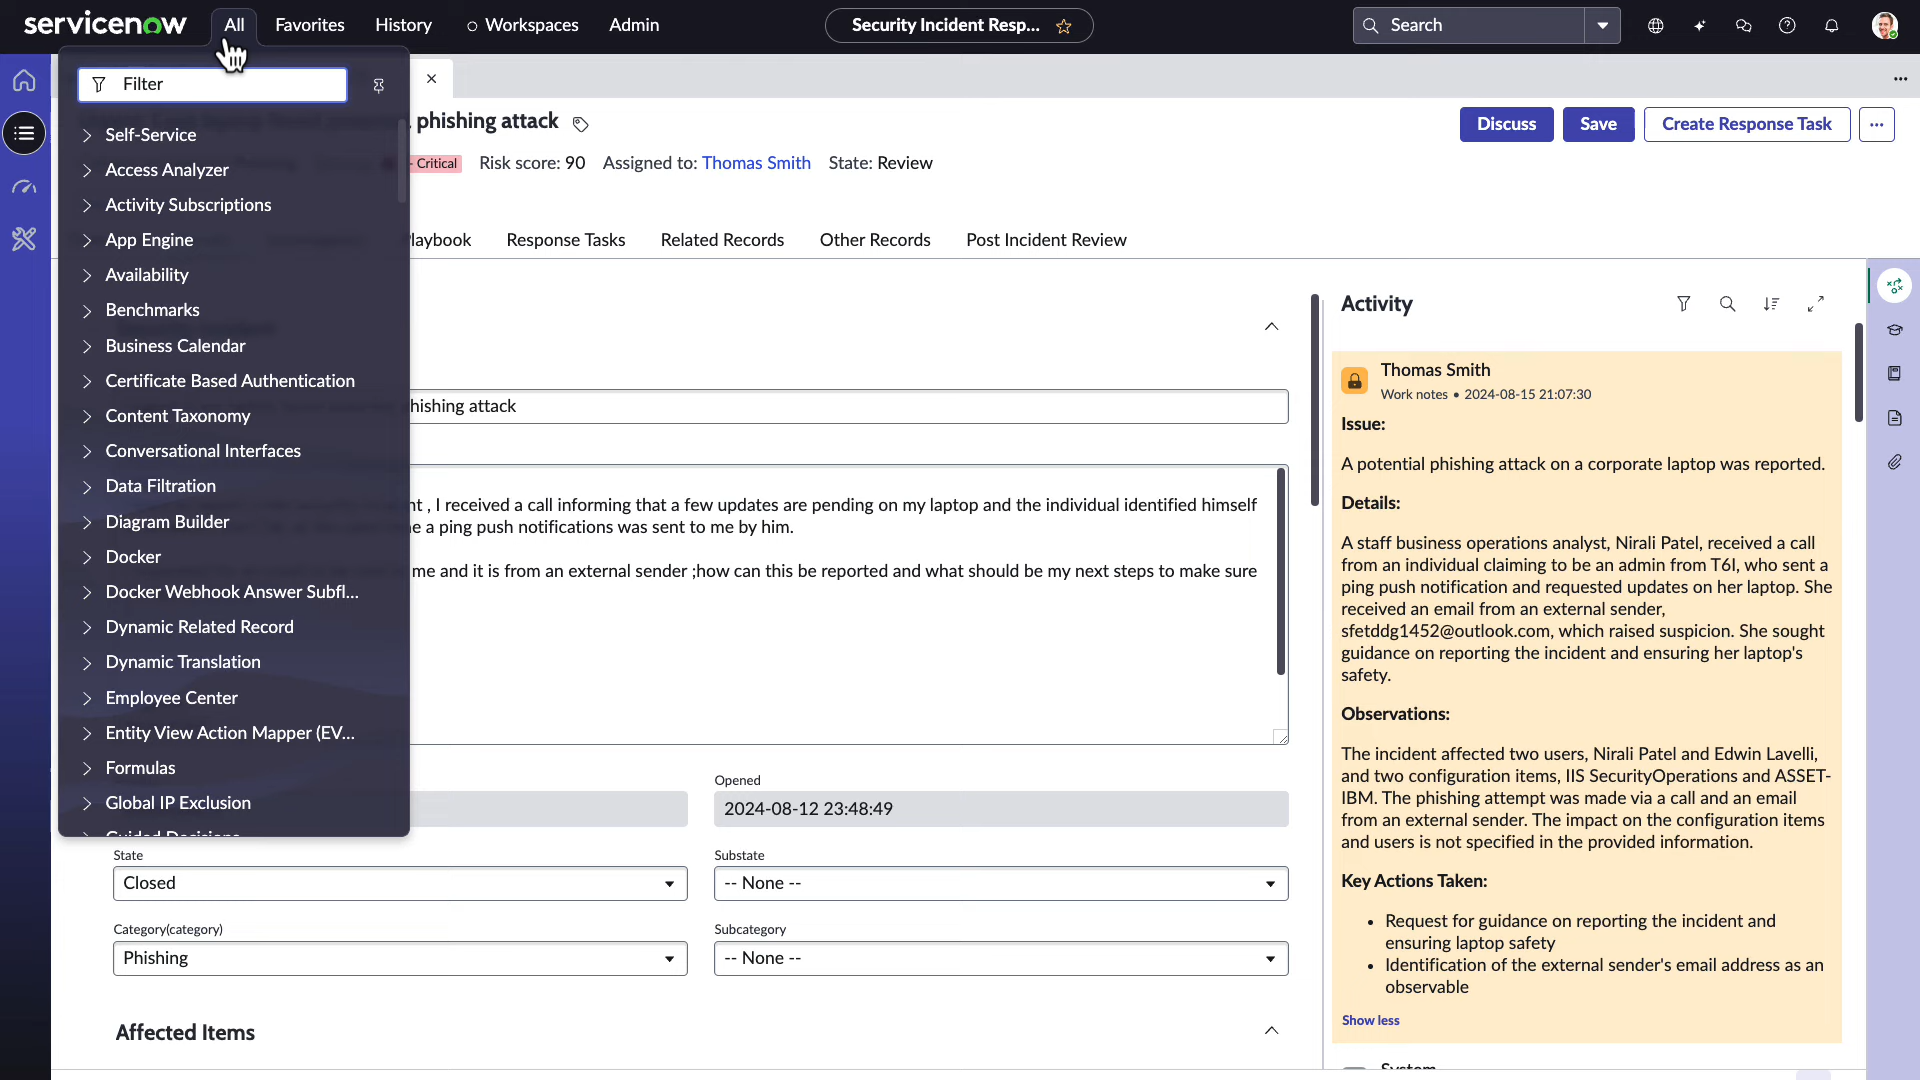 servicenow
All
Favorites
History
Workspaces
Admin
Security Incident Resp...
Search
Filter
Self-Service
Access Analyzer
Activity Subscriptions
App Engine
Availability
Benchmarks
Business Calendar
Certificate Based Authentication
Content Taxonomy
Conversational Interfaces
Data Filtration
Diagram Builder
Docker
Docker Webhook Answer Subfl...
Dynamic Related Record
Dynamic Translation
Employee Center
Entity View Action Mapper (EV...
Formulas
Global IP Exclusion
Guided Decisions
phishing attack
Discuss
Save
Create Response Task
- Critical
Risk score: 90
Assigned to: Thomas Smith
State: Review
Playbook
Response Tasks
Related Records
Other Records
Post Incident Review
phishing attack
, I received a call informing that a few updates are pending on my laptop and the individual identified himself
a ping push notifications was sent to me by him.
me and it is from an external sender ;how can this be reported and what should be my next steps to make sure
Opened
2024-08-12 23:48:49
State
Closed
Substate
-- None --
Category(category)
Phishing
Subcategory
-- None --
Affected Items
Activity
Thomas Smith
Work notes • 2024-08-15 21:07:30
Issue:
A potential phishing attack on a corporate laptop was reported.
Details:
A staff business operations analyst, Nirali Patel, received a call
from an individual claiming to be an admin from T6I, who sent a
ping push notification and requested updates on her laptop. She
received an email from an external sender,
sfetddg1452@outlook.com, which raised suspicion. She sought
guidance on reporting the incident and ensuring her laptop's
safety.
Observations:
The incident affected two users, Nirali Patel and Edwin Lavelli,
and two configuration items, IIS SecurityOperations and ASSET-
IBM. The phishing attempt was made via a call and an email
from an external sender. The impact on the configuration items
and users is not specified in the provided information.
Key Actions Taken:
• Request for guidance on reporting the incident and
ensuring laptop safety
• Identification of the external sender's email address as an
observable
Show less
System